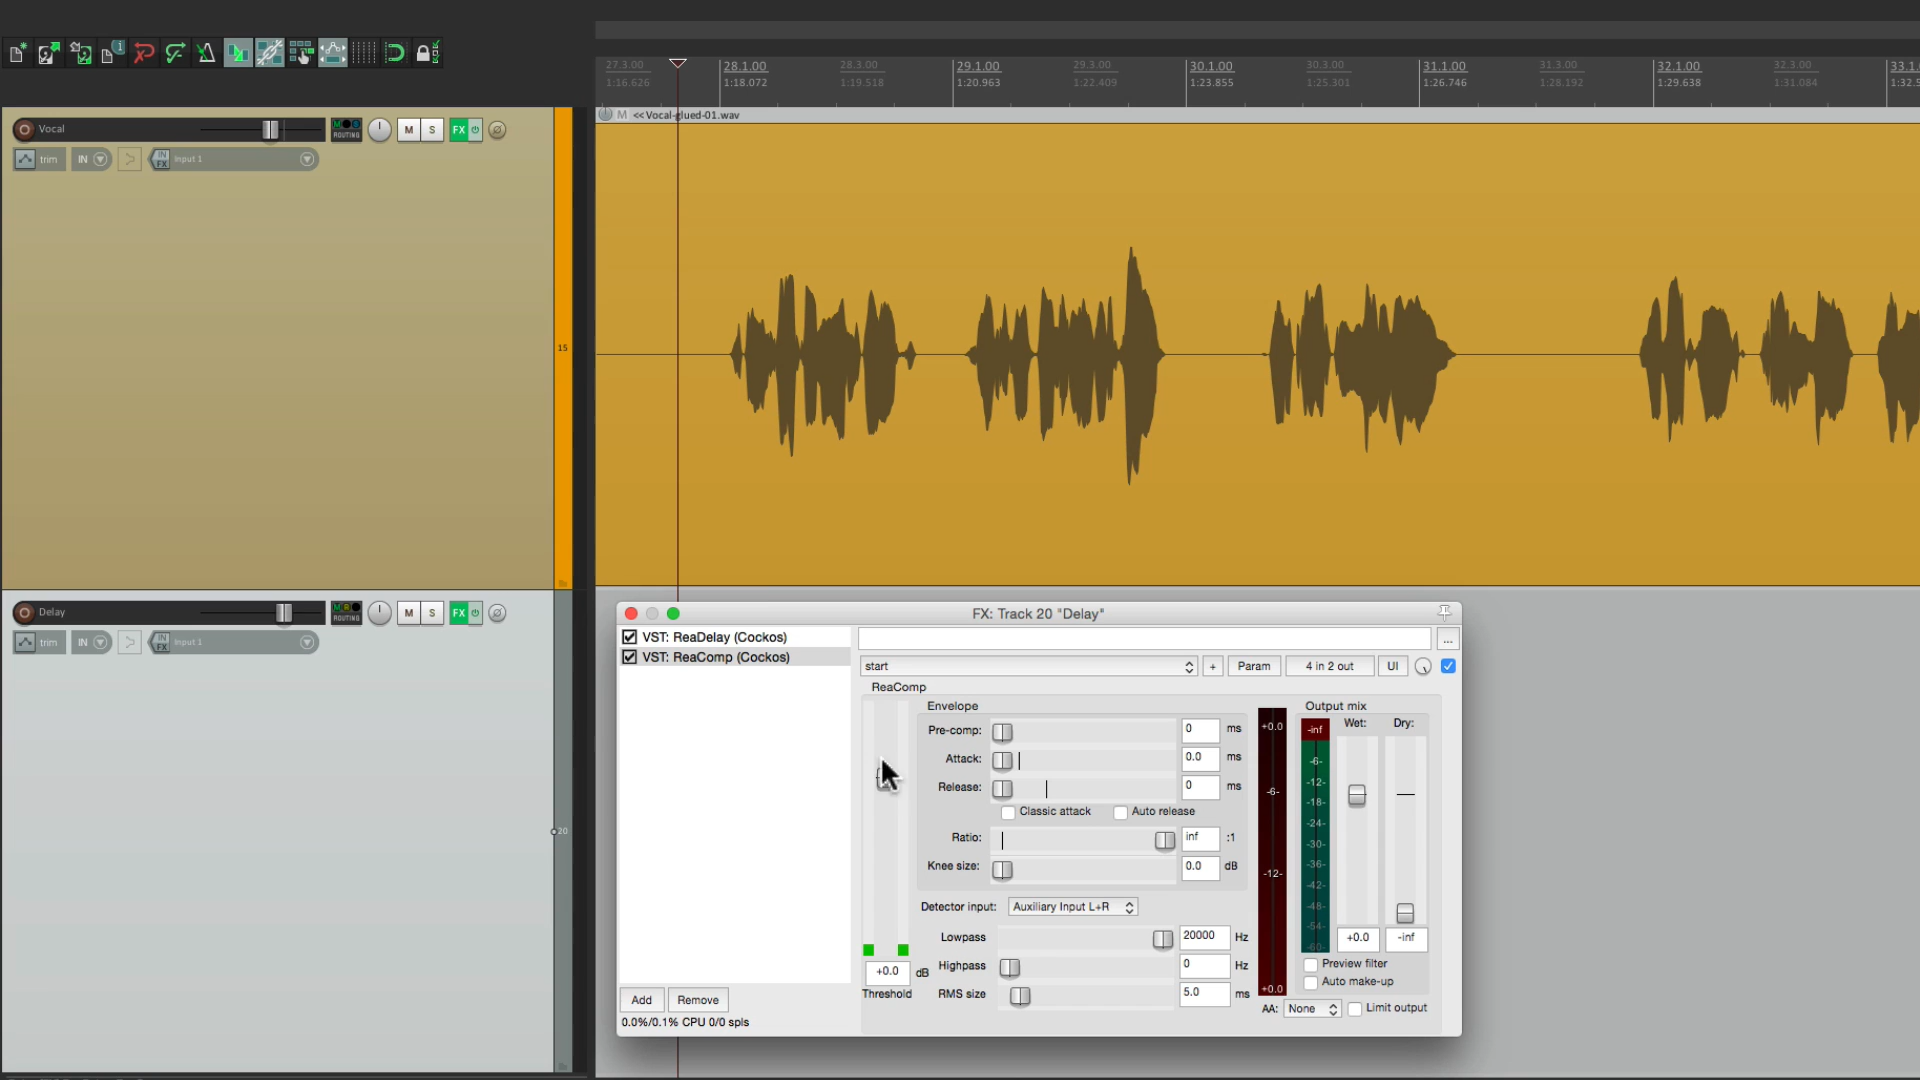 27.3.00 28.1.00 28.3.00 29.1.00 29.3.00 30.1.00 30.3.00 31.1.00 31.3.00 32.1.00 32.3.00 33.1.
1:16.626 1:18.072 1:19.518 1:20.963 1:22.409 1:23.855 1:25.301 1:26.746 1:28.192 1:29.638 1:31.084 1:32.5
M <<Vocal-glued-01.wav
Vocal ROUTING M S FX
trim IN IN FX Input 1
15
Delay ROUTING M S FX
trim IN IN FX Input 1
20
FX: Track 20 "Delay"
VST: ReaDelay (Cockos)
VST: ReaComp (Cockos)
...
start + Param 4 in 2 out UI
ReaComp
Envelope
Pre-comp: 0 ms
Attack: 0.0 ms
Release: 0 ms
Classic attack Auto release
Ratio: inf :1
Knee size: 0.0 dB
Detector input: Auxiliary Input L+R
Lowpass 20000 Hz
Highpass 0 Hz
RMS size 5.0 ms
+0.0 dB
Threshold
+0.0
-6-
-12-
+0.0
Output mix
Wet: Dry:
-inf
-6-
-12-
-18-
-24-
-30-
-36-
-42-
-48-
-54-
-60-
+0.0 -inf
Preview filter
Auto make-up
AA: None Limit output
Add Remove
0.0%/0.1% CPU 0/0 spls